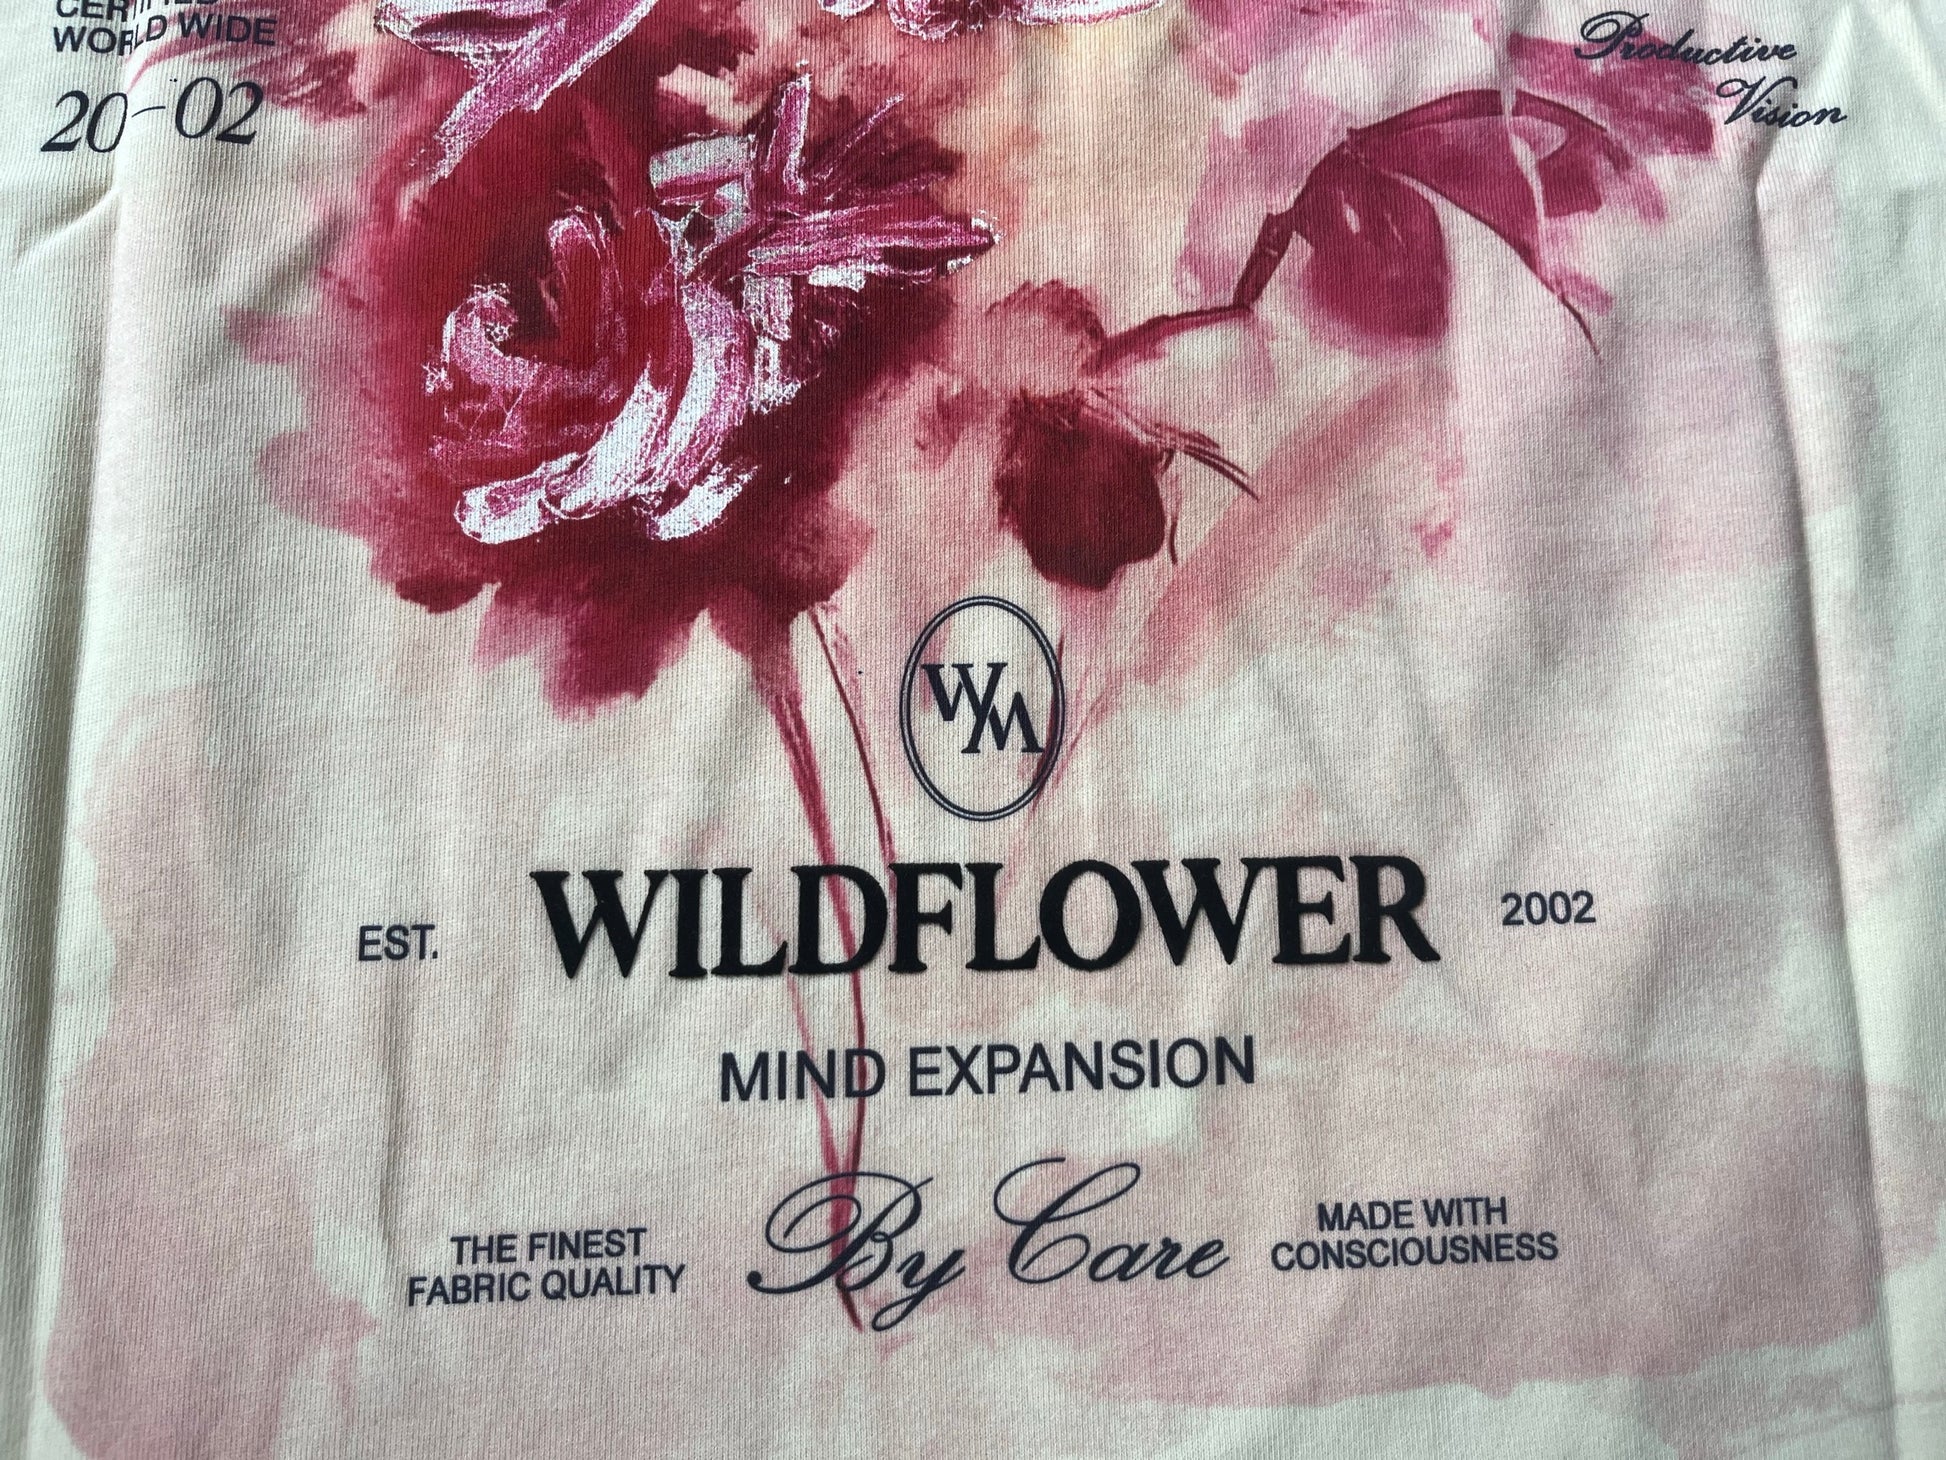 CERTIFIED
WORLD WIDE
20-02
Productive
Vision
WM
EST.
WILDFLOWER
2002
MIND EXPANSION
THE FINEST
FABRIC QUALITY
By Care
MADE WITH
CONSCIOUSNESS